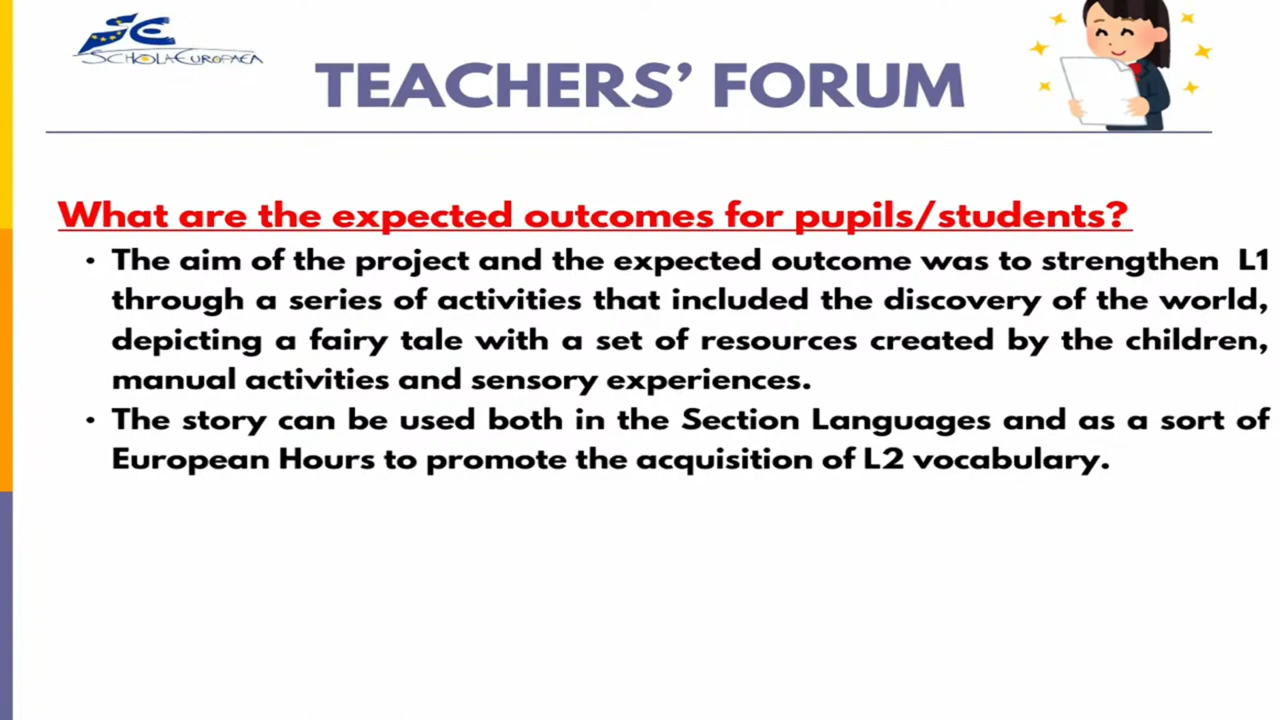 SCHOLA EUROPAEA
TEACHERS' FORUM
What are the expected outcomes for pupils/students?
• The aim of the project and the expected outcome was to strengthen L1
through a series of activities that included the discovery of the world,
depicting a fairy tale with a set of resources created by the children,
manual activities and sensory experiences.
• The story can be used both in the Section Languages and as a sort of
European Hours to promote the acquisition of L2 vocabulary.